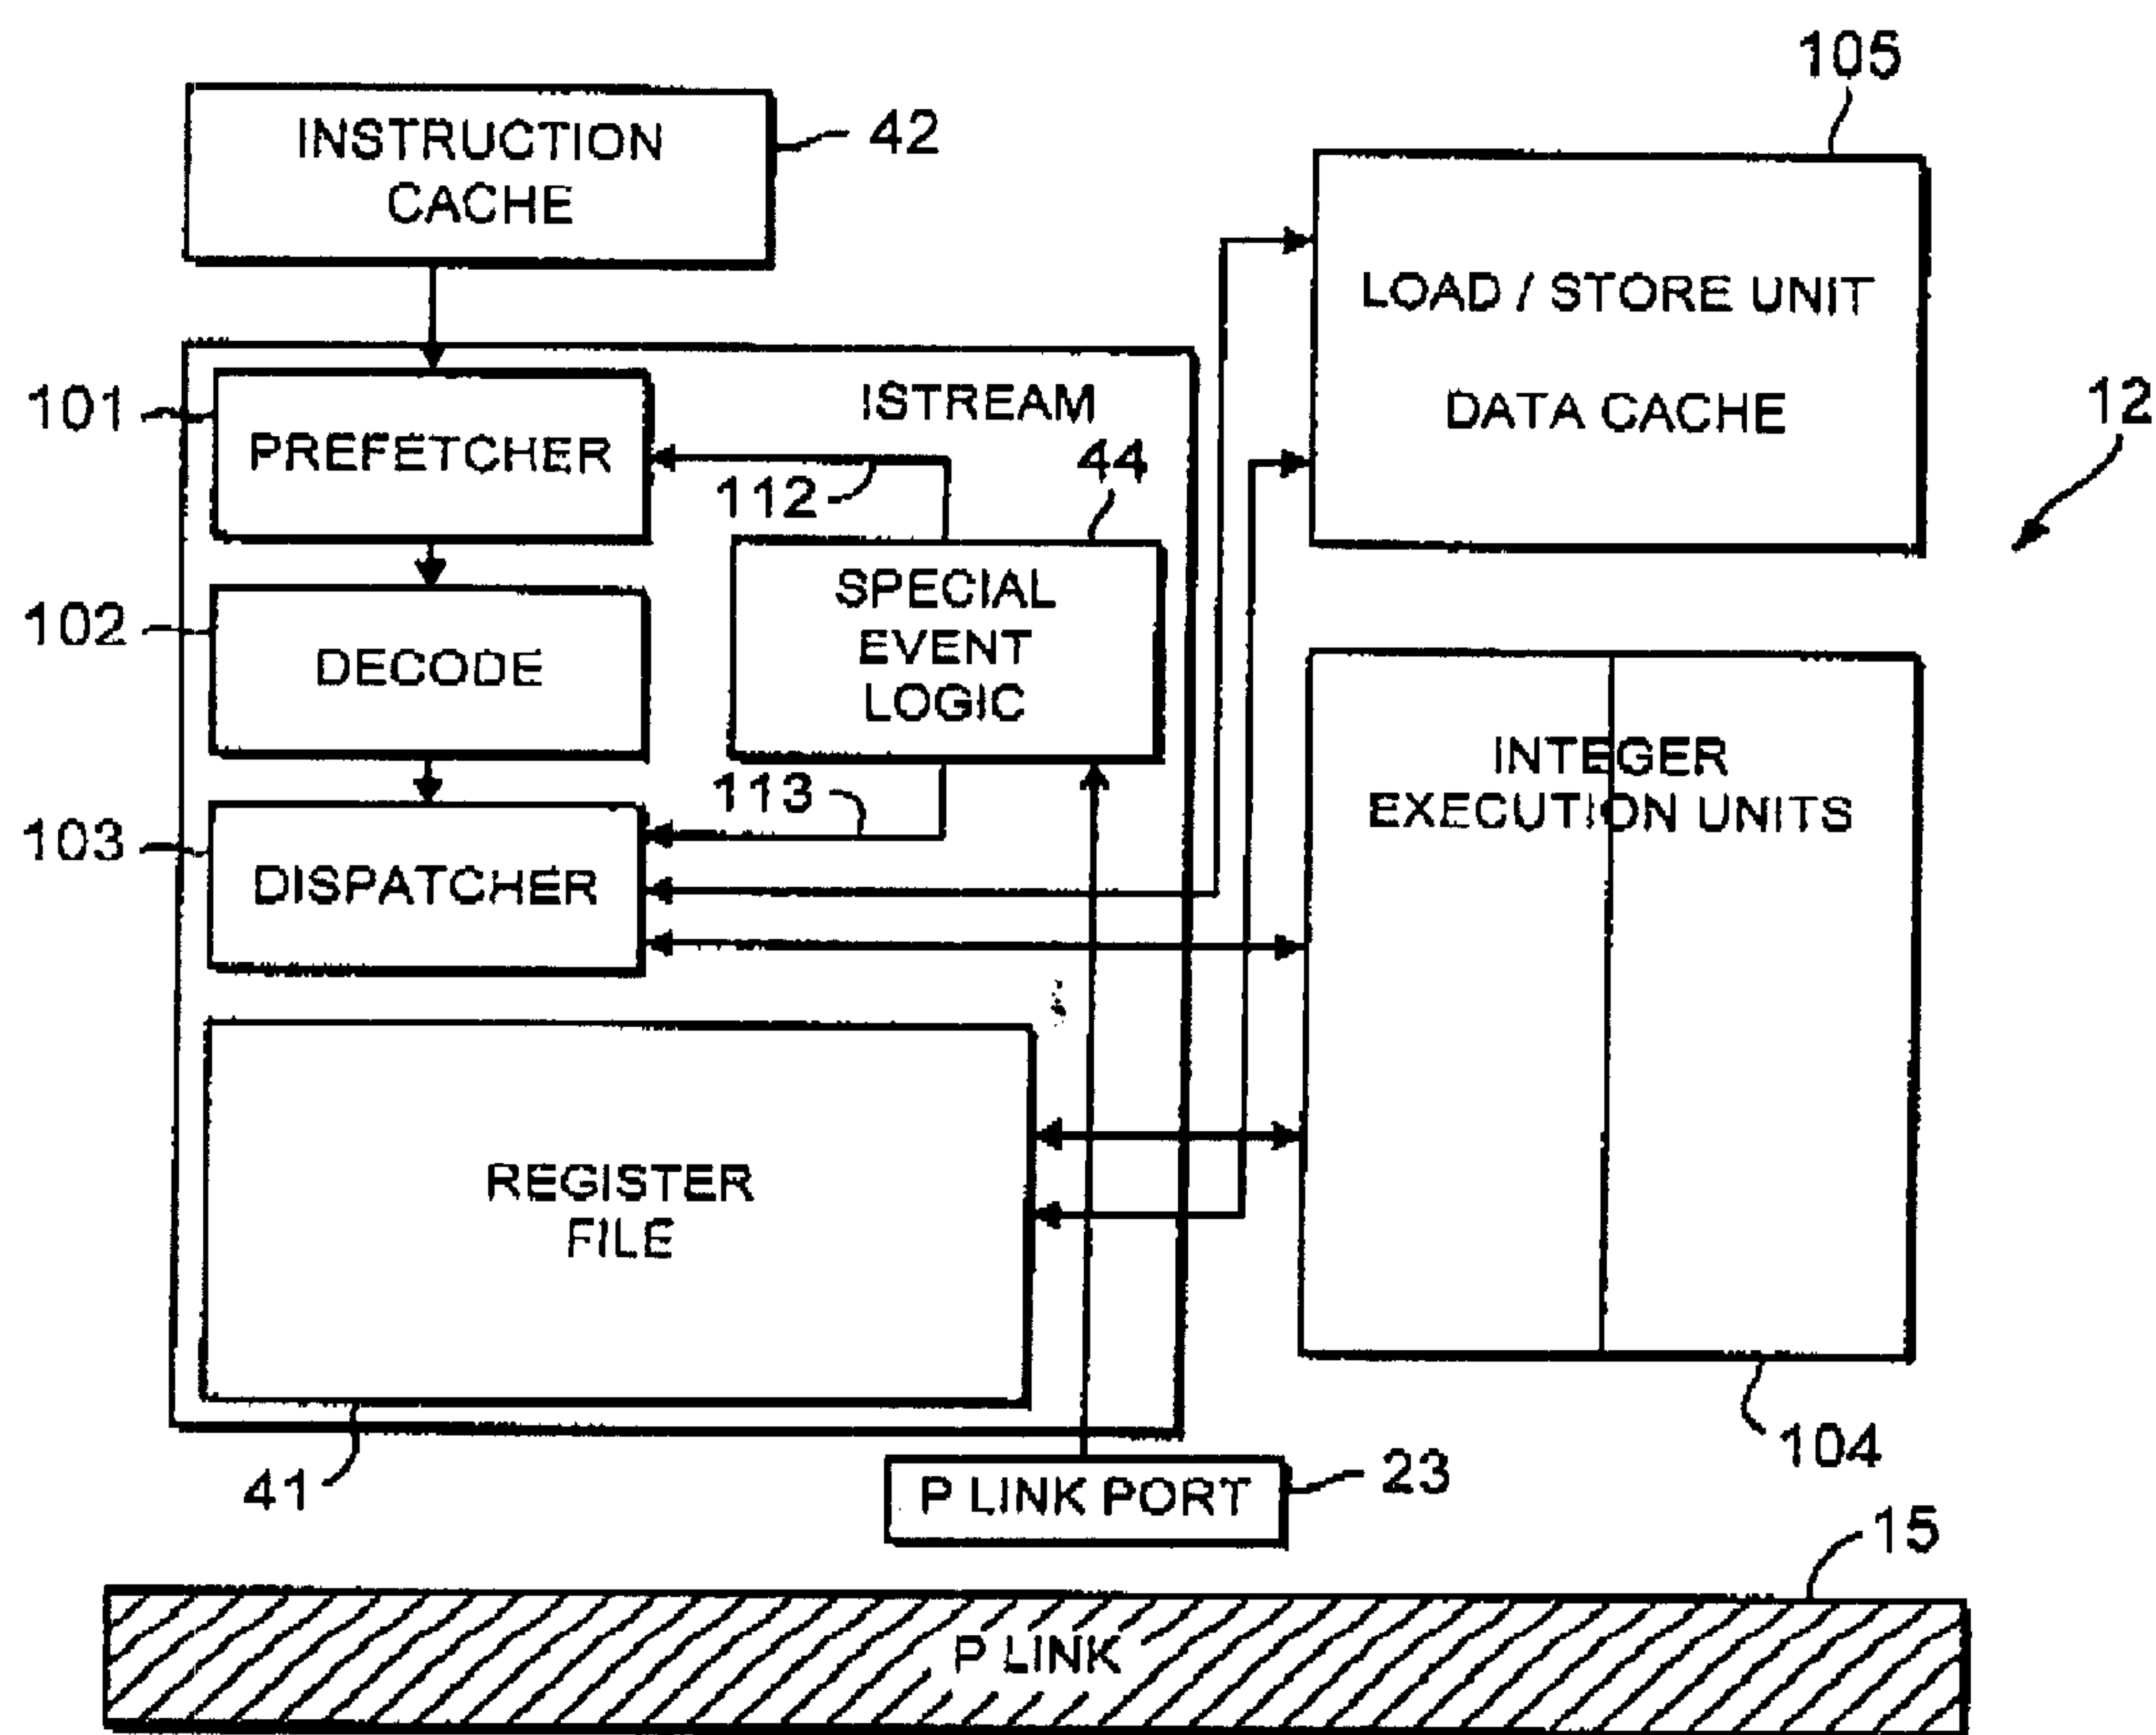 105
INSTRUCTION
CACHE
42
LOAD / STORE UNIT
DATA CACHE
12
ISTREAM
101
PREFETCHER
112
44
SPECIAL
EVENT
LOGIC
102
DECODE
INTEGER
EXECUTION UNITS
113
103
DISPATCHER
REGISTER
FILE
104
41
P LINK PORT
23
15
P LINK